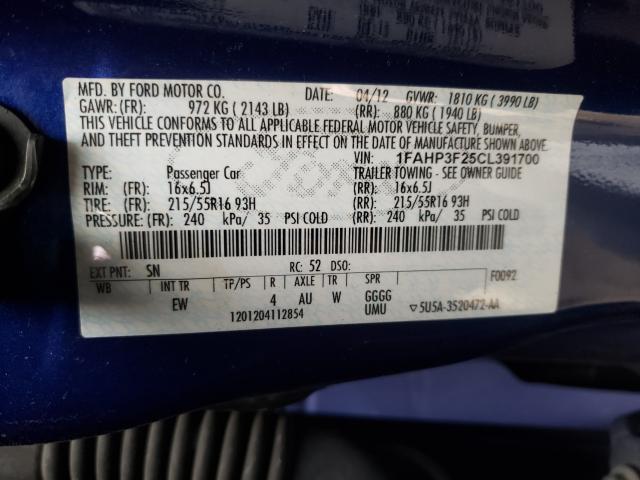 MFD. BY FORD MOTOR CO.
DATE: 04/12 GVWR: 1810 KG ( 3990 LB)
GAWR: (FR): 972 KG ( 2143 LB) (RR): 880 KG ( 1940 LB)
THIS VEHICLE CONFORMS TO ALL APPLICABLE FEDERAL MOTOR VEHICLE SAFETY, BUMPER,
AND THEFT PREVENTION STANDARDS IN EFFECT ON THE DATE OF MANUFACTURE SHOWN ABOVE.
VIN: 1FAHP3F25CL391700
TYPE: Passenger Car TRAILER TOWING - SEE OWNER GUIDE
RIM: (FR): 16x6.5J (RR): 16x6.5J
TIRE: (FR): 215/55R16 93H (RR): 215/55R16 93H
PRESSURE: (FR): 240 kPa/ 35 PSI COLD (RR): 240 kPa/ 35 PSI COLD
EXT PNT: SN RC: 52 DSO: F0092
WB INT TR TP/PS R AXLE TR SPR
EW 4 AU W GGGG
1201204112854 UMU ▽5U5A-3520472-AA